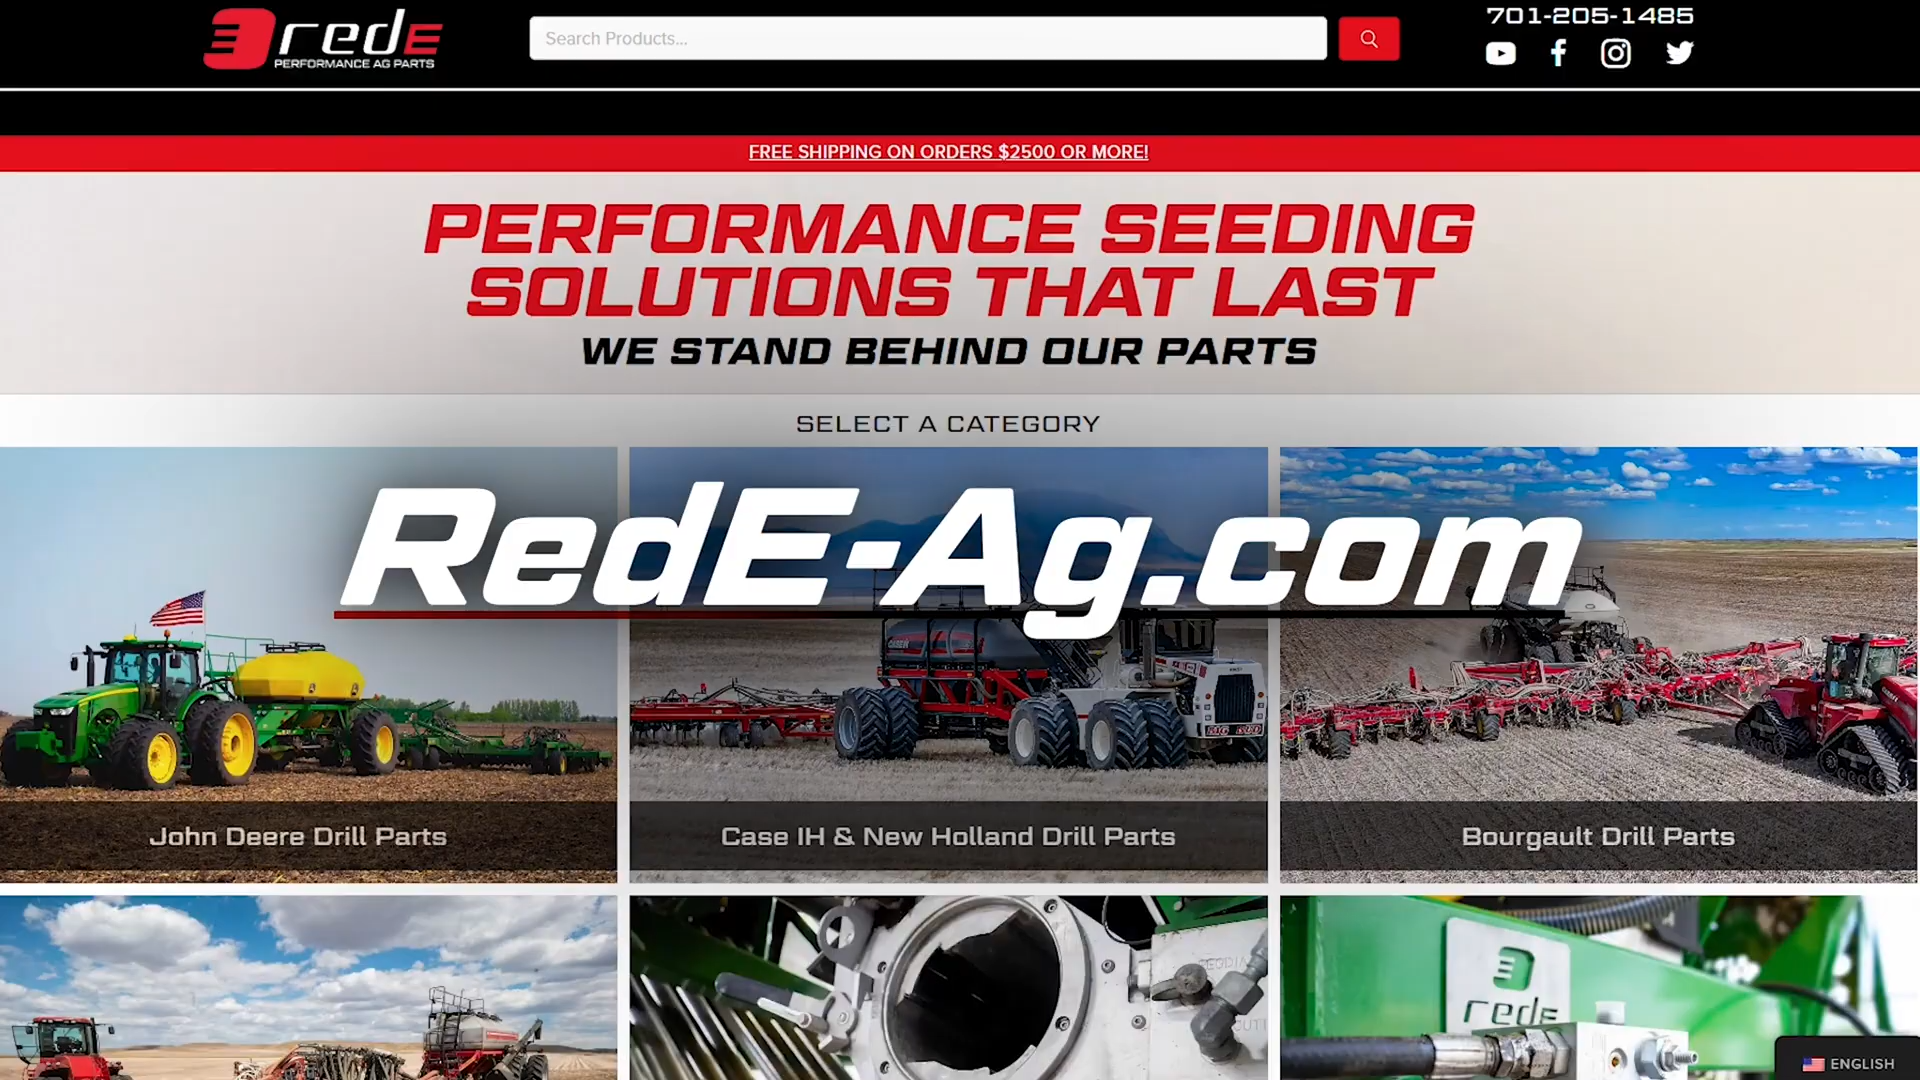 redE
PERFORMANCE AG PARTS
Search Products...
701-205-1485
FREE SHIPPING ON ORDERS $2500 OR MORE!
PERFORMANCE SEEDING
SOLUTIONS THAT LAST
WE STAND BEHIND OUR PARTS
SELECT A CATEGORY
RedE-Ag.com
John Deere Drill Parts
Case IH & New Holland Drill Parts
Bourgault Drill Parts
redE
ENGLISH